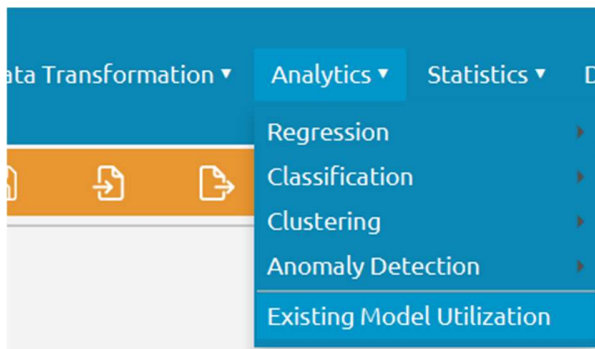 ata Transformation ▾ Analytics ▾ Statistics ▾ D
Regression
Classification
Clustering
Anomaly Detection
Existing Model Utilization